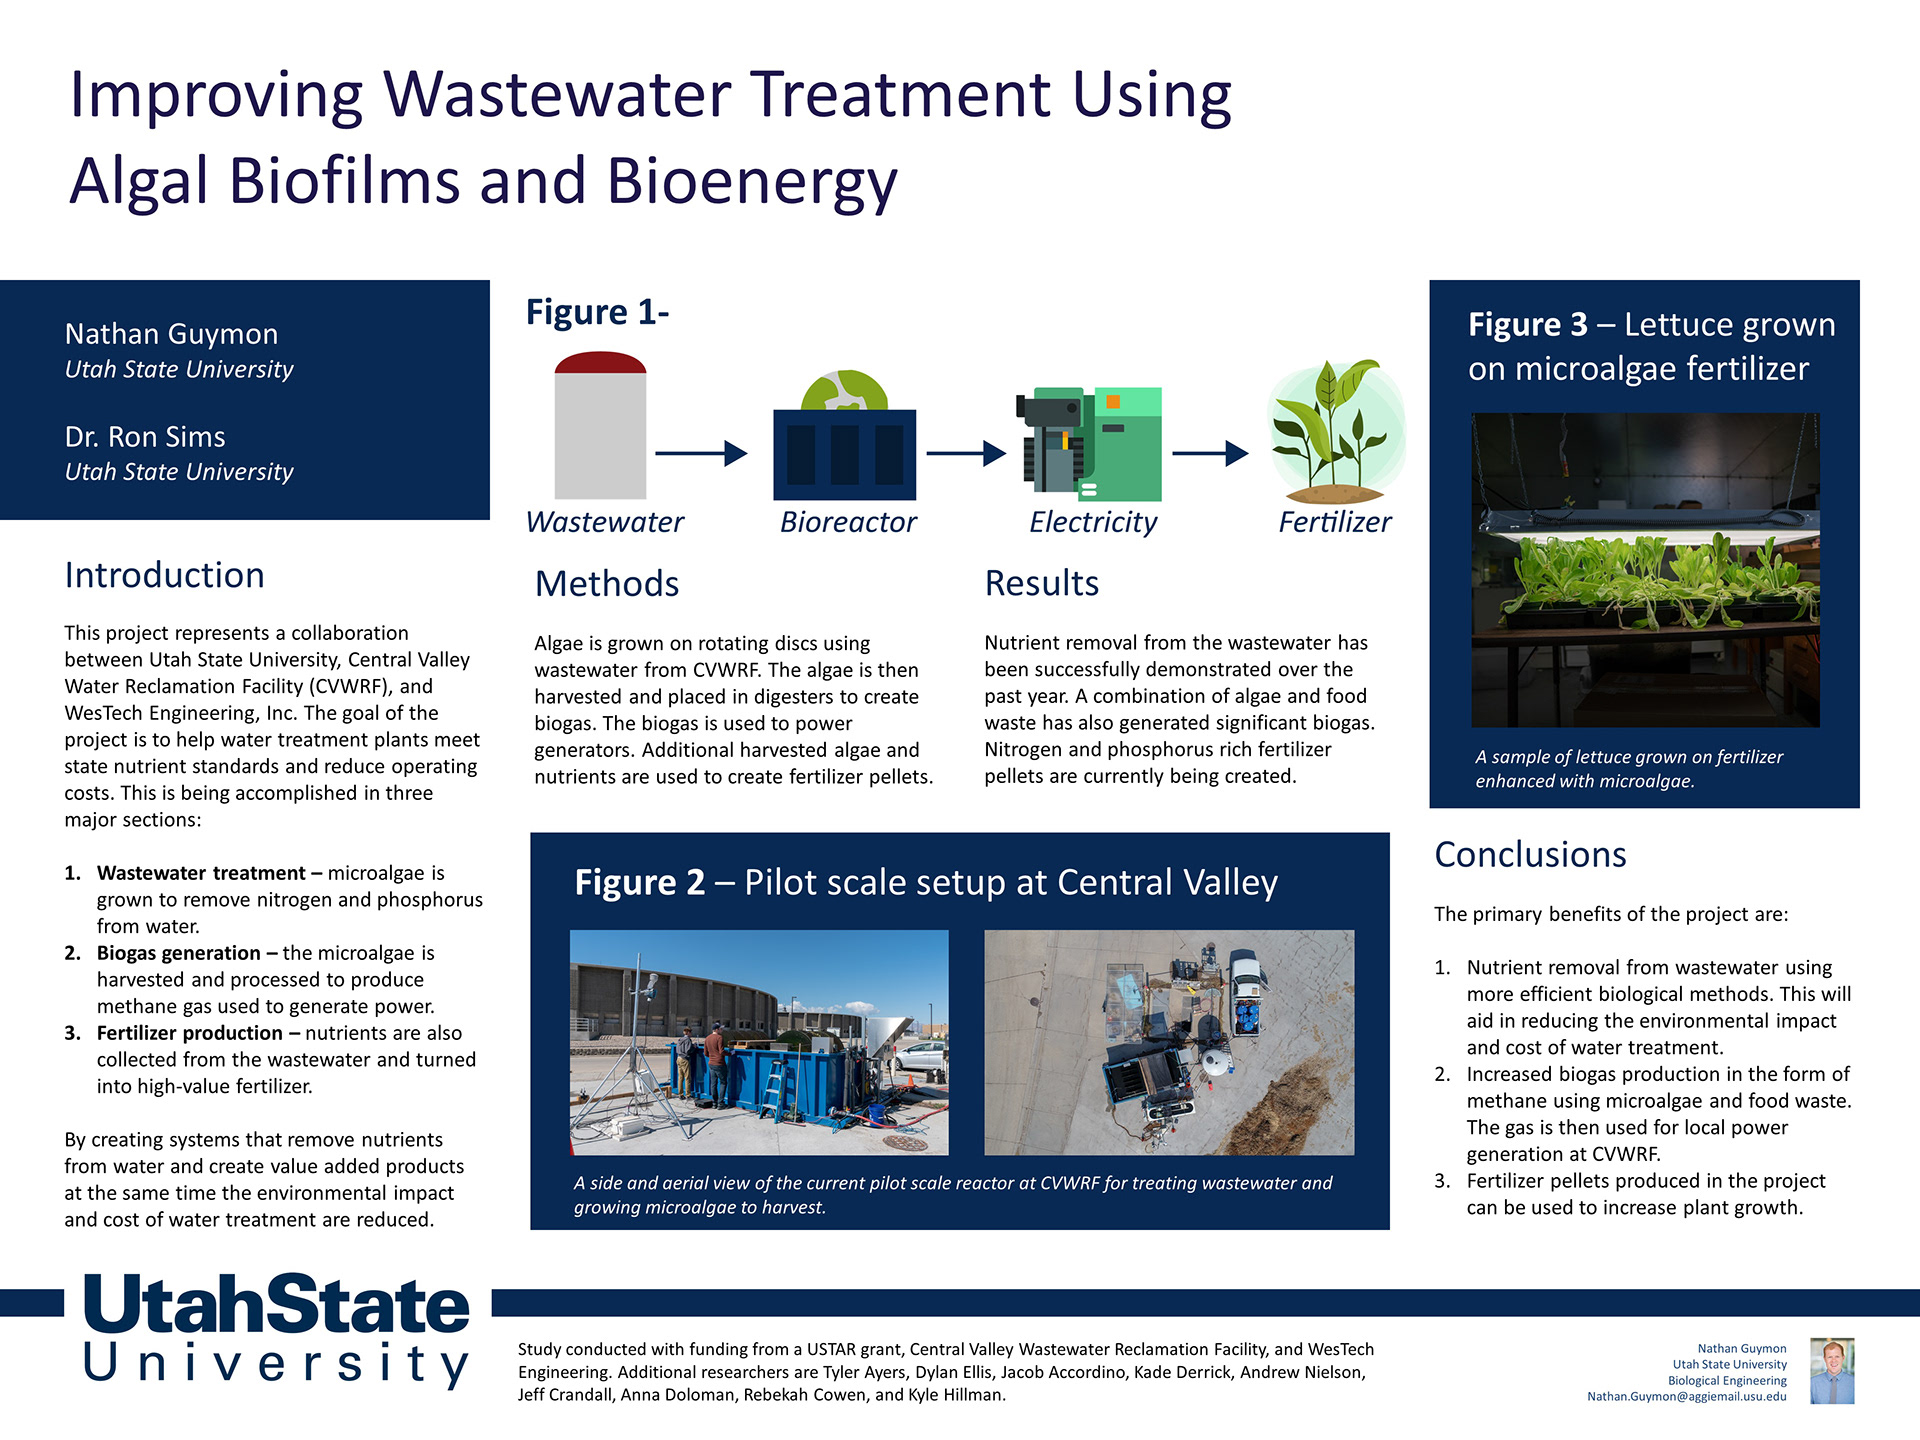 Improving Wastewater Treatment Using
Algal Biofilms and Bioenergy
Nathan Guymon
Utah State University
Dr. Ron Sims
Utah State University
Introduction
This project represents a collaboration
between Utah State University, Central Valley
Water Reclamation Facility (CVWRF), and
WesTech Engineering, Inc. The goal of the
project is to help water treatment plants meet
state nutrient standards and reduce operating
costs. This is being accomplished in three
major sections:
1. Wastewater treatment – microalgae is
grown to remove nitrogen and phosphorus
from water.
2. Biogas generation – the microalgae is
harvested and processed to produce
methane gas used to generate power.
3. Fertilizer production – nutrients are also
collected from the wastewater and turned
into high-value fertilizer.
By creating systems that remove nutrients
from water and create value added products
at the same time the environmental impact
and cost of water treatment are reduced.
Figure 1-
Wastewater
Bioreactor
Electricity
Fertilizer
Methods
Algae is grown on rotating discs using
wastewater from CVWRF. The algae is then
harvested and placed in digesters to create
biogas. The biogas is used to power
generators. Additional harvested algae and
nutrients are used to create fertilizer pellets.
Results
Nutrient removal from the wastewater has
been successfully demonstrated over the
past year. A combination of algae and food
waste has also generated significant biogas.
Nitrogen and phosphorus rich fertilizer
pellets are currently being created.
Figure 2 – Pilot scale setup at Central Valley
A side and aerial view of the current pilot scale reactor at CVWRF for treating wastewater and
growing microalgae to harvest.
Figure 3 – Lettuce grown
on microalgae fertilizer
A sample of lettuce grown on fertilizer
enhanced with microalgae.
Conclusions
The primary benefits of the project are:
1. Nutrient removal from wastewater using
more efficient biological methods. This will
aid in reducing the environmental impact
and cost of water treatment.
2. Increased biogas production in the form of
methane using microalgae and food waste.
The gas is then used for local power
generation at CVWRF.
3. Fertilizer pellets produced in the project
can be used to increase plant growth.
UtahState
University
Study conducted with funding from a USTAR grant, Central Valley Wastewater Reclamation Facility, and WesTech
Engineering. Additional researchers are Tyler Ayers, Dylan Ellis, Jacob Accordino, Kade Derrick, Andrew Nielson,
Jeff Crandall, Anna Doloman, Rebekah Cowen, and Kyle Hillman.
Nathan Guymon
Utah State University
Biological Engineering
Nathan.Guymon@aggiemail.usu.edu